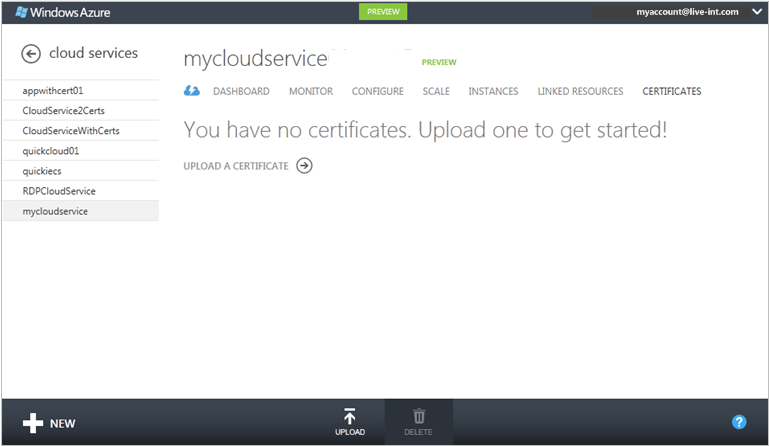 Windows Azure
PREVIEW
myaccount@live-int.com
cloud services
appwithcert01
CloudService2Certs
CloudServiceWithCerts
quickcloud01
quickiecs
RDPCloudService
mycloudservice
mycloudservice
PREVIEW
DASHBOARD MONITOR CONFIGURE SCALE INSTANCES LINKED RESOURCES CERTIFICATES
You have no certificates. Upload one to get started!
UPLOAD A CERTIFICATE
NEW
UPLOAD
DELETE
?